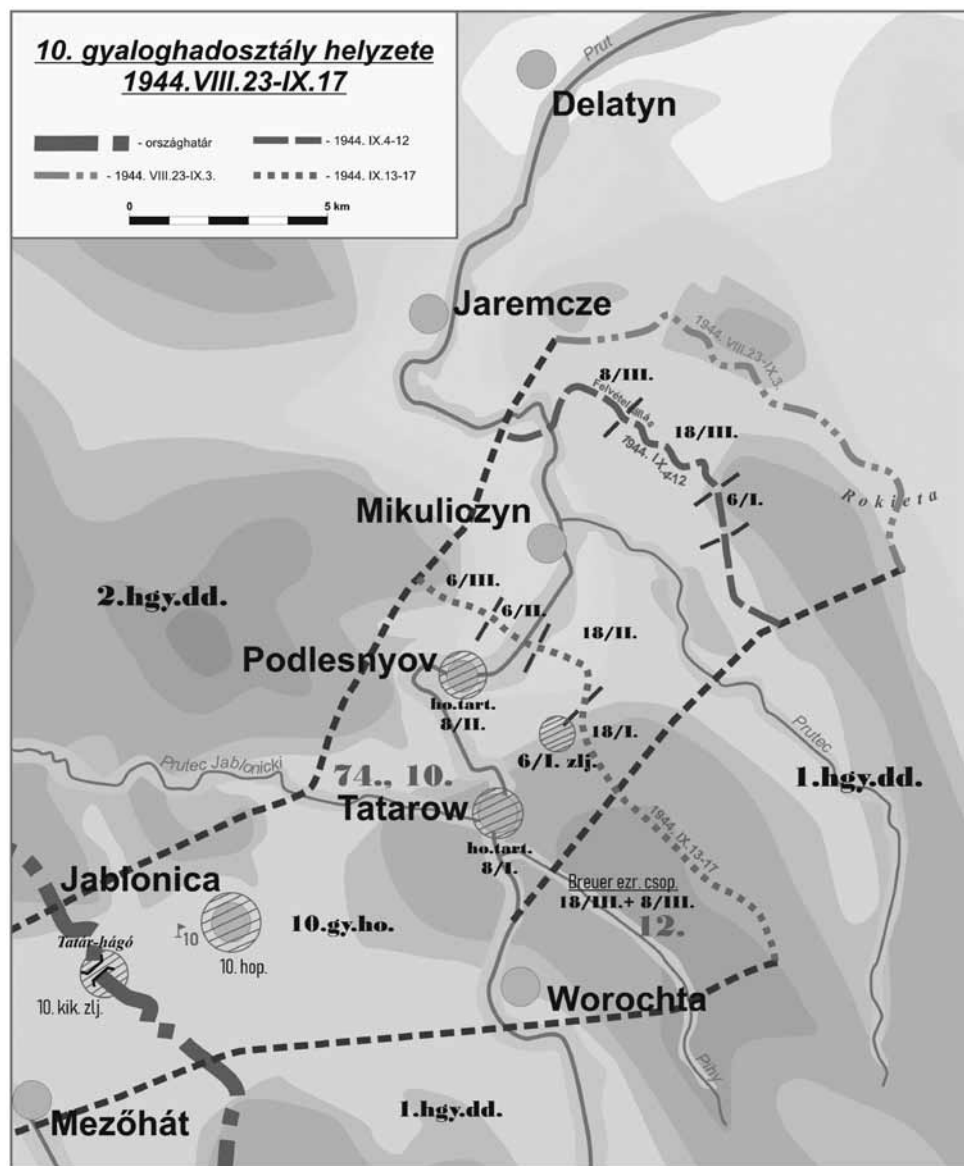 10. gyaloghadosztály helyzete
1944.VIII.23-IX.17
- országhatár
- 1944. IX.4-12
- 1944. VIII.23-IX.3.
- 1944. IX.13-17
0
5 km
Prut
Delatyn
Jaremcze
1944. VIII.23-IX.3.
8/III.
18/III.
1944. IX.4-12
6/I.
Rokieta
Mikuliczyn
2.hgy.dd.
6/III.
6/II.
18/II.
Podlesnyov
ho.tart.
8/II.
18/I.
6/I. zlj.
Prutec
Prutec Jablonicki
74., 10.
1.hgy.dd.
Tatarow
1944. IX.13-17
ho.tart.
8/I.
Jablonica
Breuer ezr. csop.
18/III.+ 8/III.
12.
10.gy.ho.
10
Tatár-hágó
10. hop.
10. kik. zlj.
Worochta
Pihy
1.hgy.dd.
Mezőhát